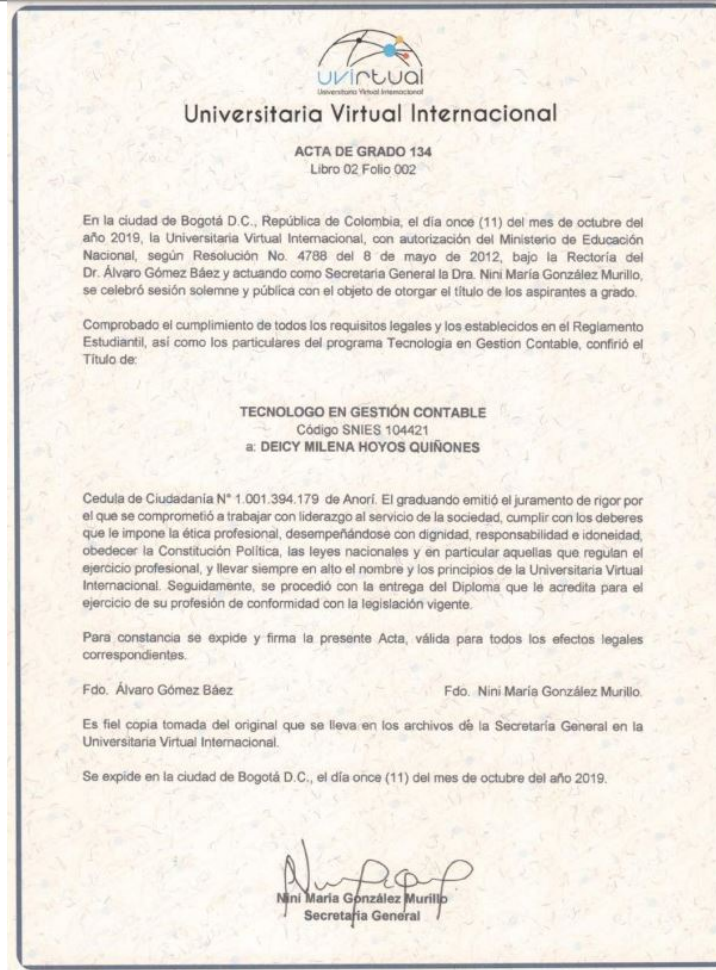 uvirtual
Universitaria Virtual Internacional
Universitaria Virtual Internacional
ACTA DE GRADO 134
Libro 02 Folio 002
En la ciudad de Bogotá D.C., República de Colombia, el día once (11) del mes de octubre del
año 2019, la Universitaria Virtual Internacional, con autorización del Ministerio de Educación
Nacional, según Resolución No. 4788 del 8 de mayo de 2012, bajo la Rectoría del
Dr. Álvaro Gómez Báez y actuando como Secretaria General la Dra. Nini María González Murillo,
se celebró sesión solemne y pública con el objeto de otorgar el título de los aspirantes a grado.
Comprobado el cumplimiento de todos los requisitos legales y los establecidos en el Reglamento
Estudiantil, así como los particulares del programa Tecnologia en Gestion Contable, confirió el
Título de:
TECNOLOGO EN GESTIÓN CONTABLE
Código SNIES 104421
a: DEICY MILENA HOYOS QUIÑONES
Cedula de Ciudadanía N° 1.001.394.179 de Anorí. El graduando emitió el juramento de rigor por
el que se comprometió a trabajar con liderazgo al servicio de la sociedad, cumplir con los deberes
que le impone la ética profesional, desempeñándose con dignidad, responsabilidad e idoneidad,
obedecer la Constitución Política, las leyes nacionales y en particular aquellas que regulan el
ejercicio profesional, y llevar siempre en alto el nombre y los principios de la Universitaria Virtual
Internacional. Seguidamente, se procedió con la entrega del Diploma que le acredita para el
ejercicio de su profesión de conformidad con la legislación vigente.
Para constancia se expide y firma la presente Acta, válida para todos los efectos legales
correspondientes.
Fdo. Álvaro Gómez Báez Fdo. Nini María González Murillo.
Es fiel copia tomada del original que se lleva en los archivos de la Secretaría General en la
Universitaria Virtual Internacional.
Se expide en la ciudad de Bogotá D.C., el día once (11) del mes de octubre del año 2019.
Nini María González Murillo
Secretaria General